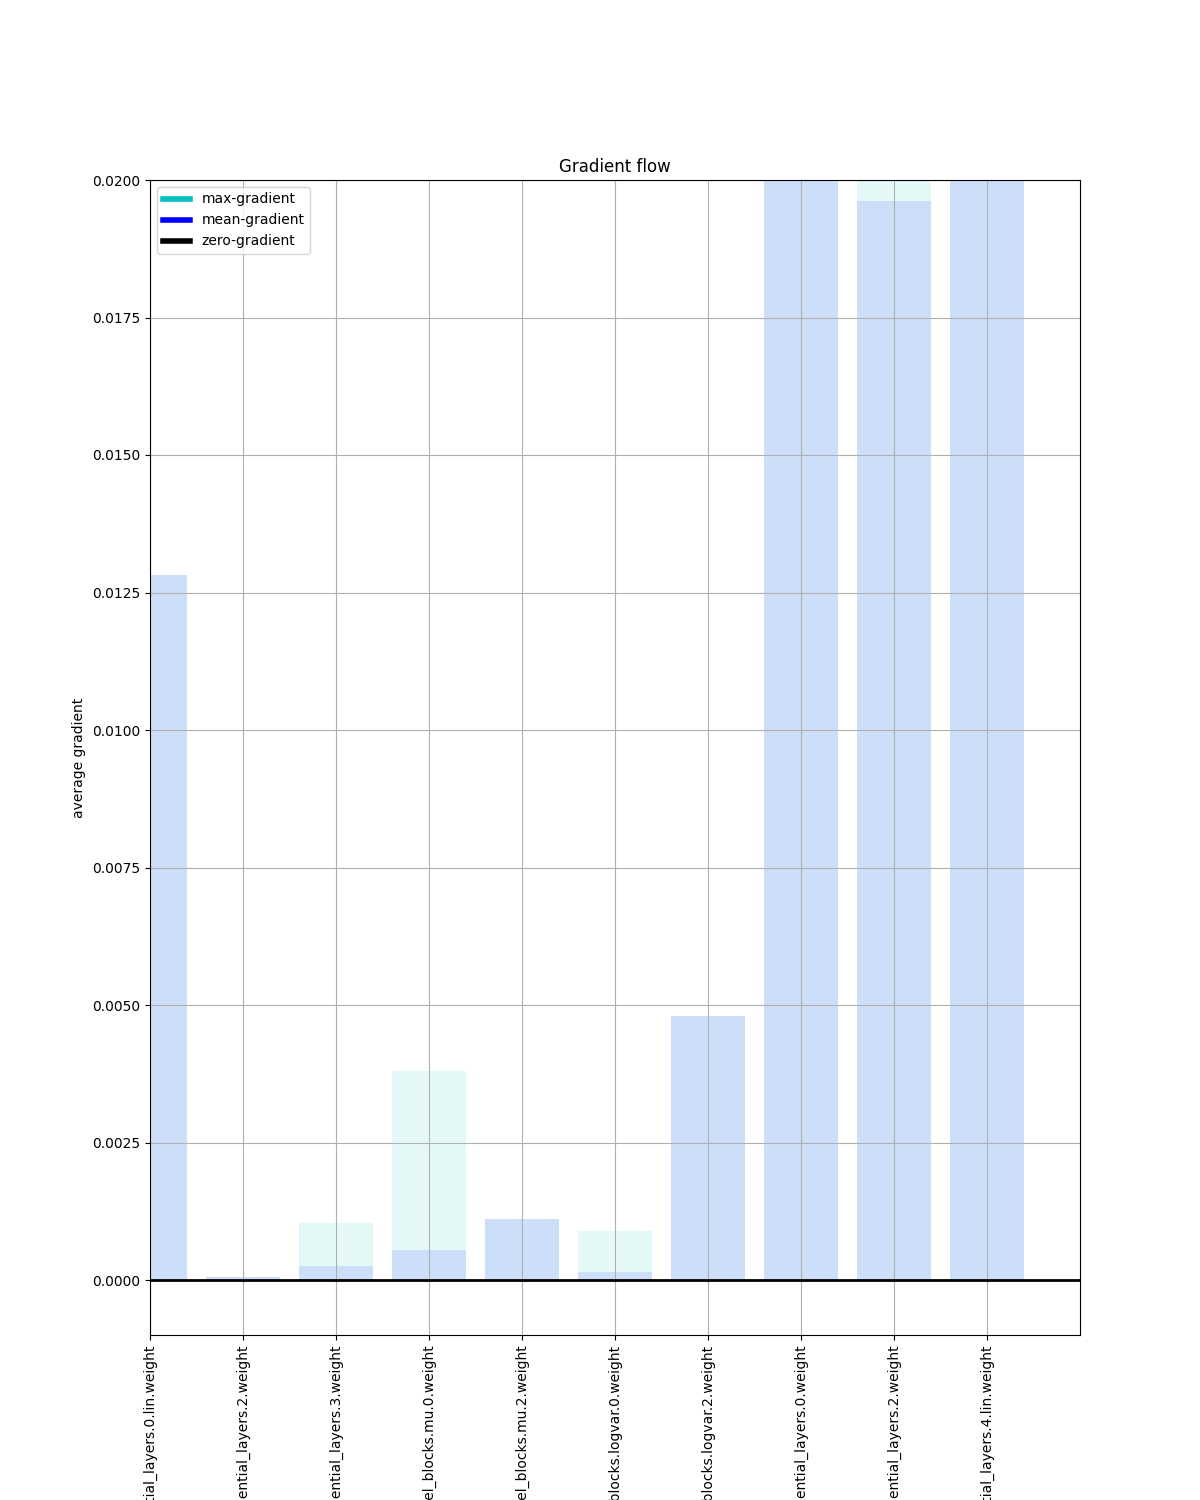 Gradient flow
max-gradient
mean-gradient
zero-gradient
average gradient
0.0200
0.0175
0.0150
0.0125
0.0100
0.0075
0.0050
0.0025
0.0000
tial_layers.0.lin.weight
ential_layers.2.weight
ential_layers.3.weight
el_blocks.mu.0.weight
el_blocks.mu.2.weight
blocks.logvar.0.weight
blocks.logvar.2.weight
ential_layers.0.weight
ential_layers.2.weight
tial_layers.4.lin.weight